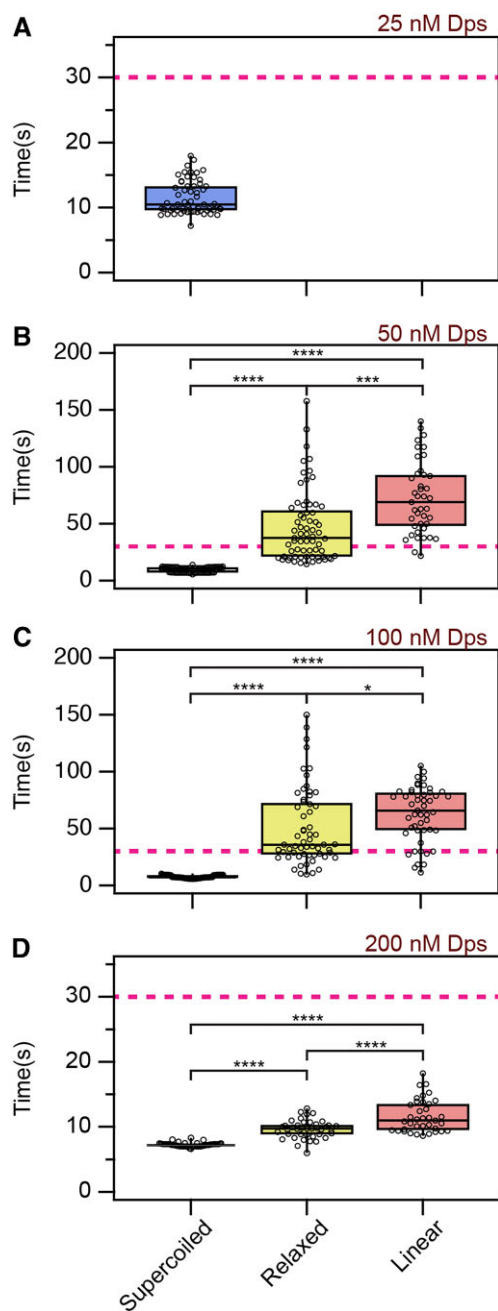 A 25 nM Dps
Time(s)
30
20
10
0
B 50 nM Dps
Time(s)
200
150
100
50
0
****
**** ***
C 100 nM Dps
Time(s)
200
150
100
50
0
****
**** *
D 200 nM Dps
Time(s)
30
20
10
0
****
****
****
Supercoiled Relaxed Linear